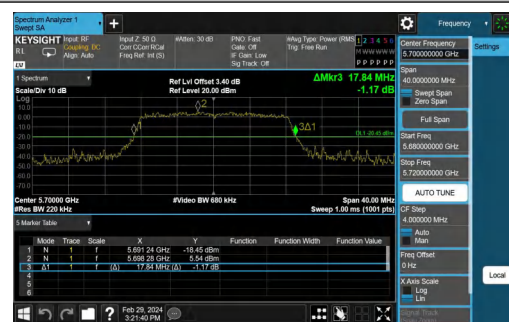 Spectrum Analyzer 1
Swept SA
+
Frequency
KEYSIGHT
Input: RF
Input Z: 50 Ω
#Atten: 30 dB
PNO: Fast
#Avg Type: Power (RMS
1 2 3 4 5 6
RL
Coupling: DC
Corr CCorr RCal
Gate: Off
Trig: Free Run
Align: Auto
Freq Ref: Int (S)
IF Gain: Low
Sig Track: Off
M W W W W W
P P P P P P
Center Frequency
5.700000000 GHz
Settings
Span
40.0000000 MHz
Swept Span
Zero Span
Full Span
Start Freq
5.680000000 GHz
Stop Freq
5.720000000 GHz
AUTO TUNE
CF Step
4.000000 MHz
Auto
Man
Freq Offset
0 Hz
X Axis Scale
Log
Lin
Signal Track
Local
1 Spectrum
Scale/Div 10 dB
Ref Lvl Offset 3.40 dB
Ref Level 20.00 dBm
ΔMkr3 17.84 MHz
-1.17 dB
Log
10.0
0.00
-10.0
-20.0
-30.0
-40.0
-50.0
-60.0
-70.0
2
3Δ1
DL1 -20.45 dBm
Center 5.70000 GHz
#Video BW 680 kHz
Span 40.00 MHz
#Res BW 220 kHz
Sweep 1.00 ms (1001 pts)
5 Marker Table
Mode Trace Scale X Y Function Function Width Function Value
1 N 1 f 5.691 24 GHz -18.45 dBm
2 N 1 f 5.698 28 GHz 5.54 dBm
3 Δ1 1 f (Δ) 17.84 MHz (Δ) -1.17 dB
4
5
6
Feb 29, 2024
3:21:40 PM